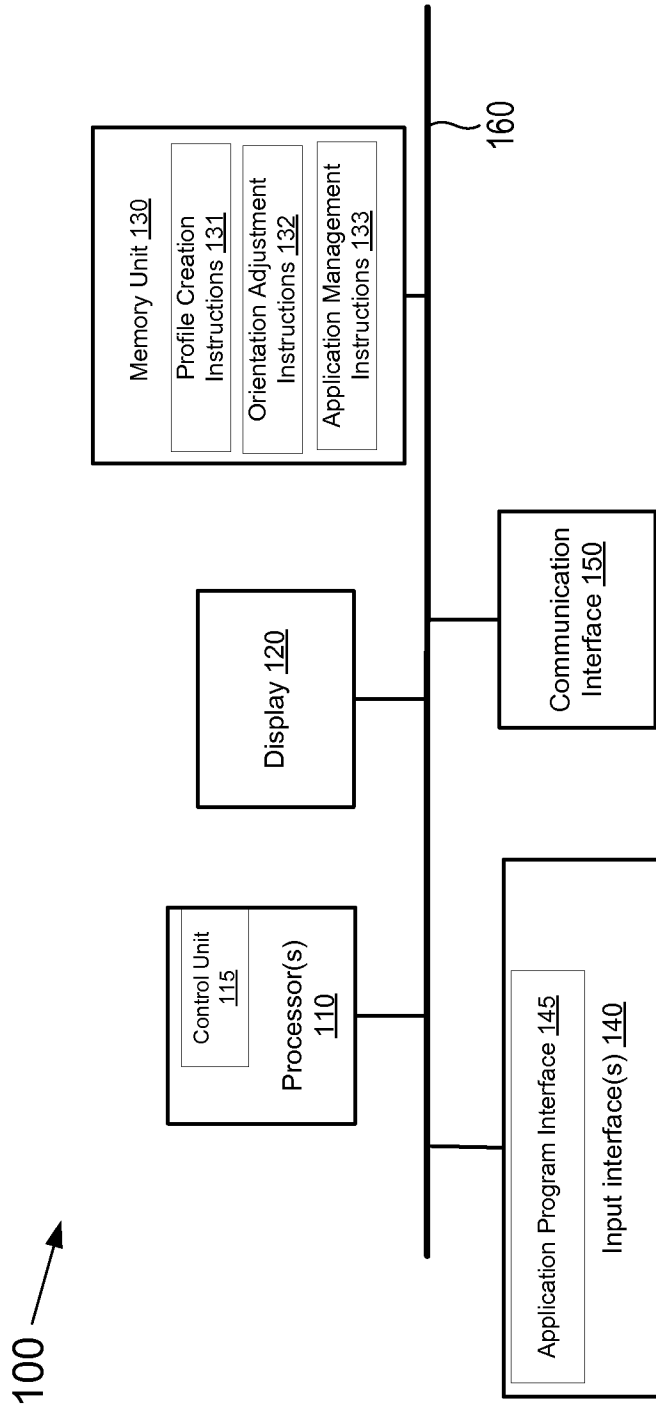 100
Processor(s)
110
Control Unit
115
Display 120
Memory Unit 130
Profile Creation
Instructions 131
Orientation Adjustment
Instructions 132
Application Management
Instructions 133
160
Application Program Interface 145
Input interface(s) 140
Communication
Interface 150